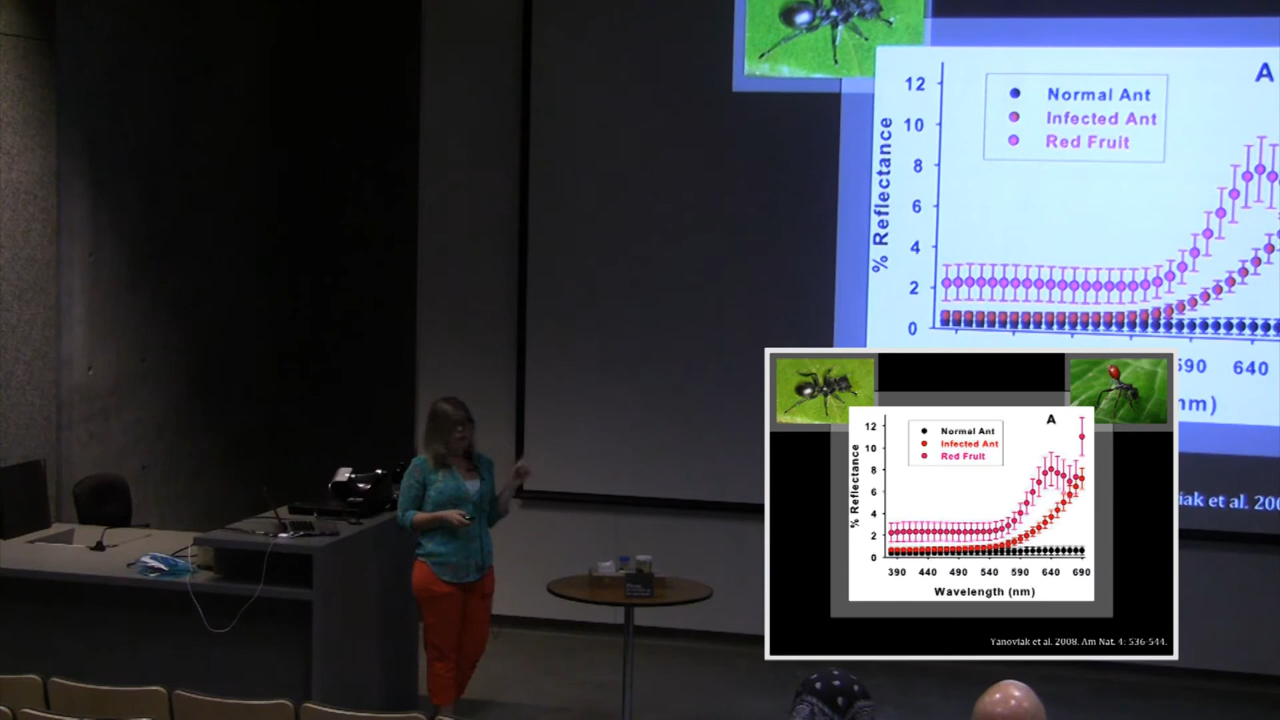 A
12
Normal Ant
10
Infected Ant
Red Fruit
8
6
4
2
0
% Reflectance
590 640
nm)
iak et al. 200
A
12
Normal Ant
10
Infected Ant
Red Fruit
8
6
4
2
0
% Reflectance
390 440 490 540 590 640 690
Wavelength (nm)
Yanoviak et al. 2008. Am Nat. 4: 536-544.